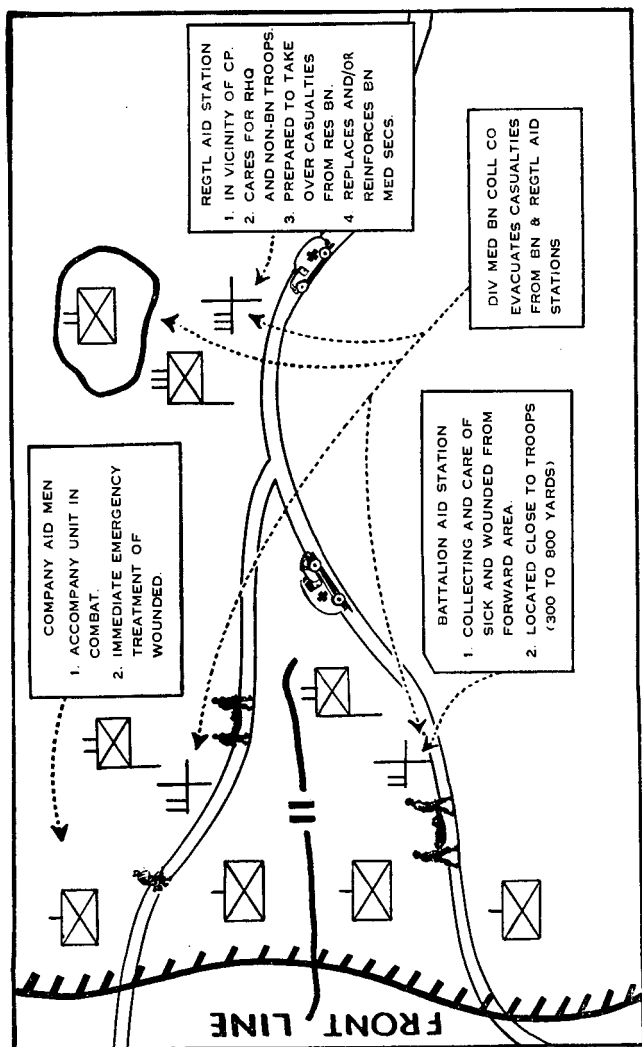 COMPANY AID MEN
1. ACCOMPANY UNIT IN
COMBAT.
2. IMMEDIATE EMERGENCY
TREATMENT OF
WOUNDED.
REGTL AID STATION
1. IN VICINITY OF CP.
2. CARES FOR RHQ
AND NON-BN TROOPS.
3. PREPARED TO TAKE
OVER CASUALTIES
FROM RES BN.
4. REPLACES AND/OR
REINFORCES BN
MED SECS.
FRONT LINE
BATTALION AID STATION
1. COLLECTING AND CARE OF
SICK AND WOUNDED FROM
FORWARD AREA.
2. LOCATED CLOSE TO TROOPS
(300 TO 800 YARDS)
DIV MED BN COLL CO
EVACUATES CASUALTIES
FROM BN & REGTL AID
STATIONS